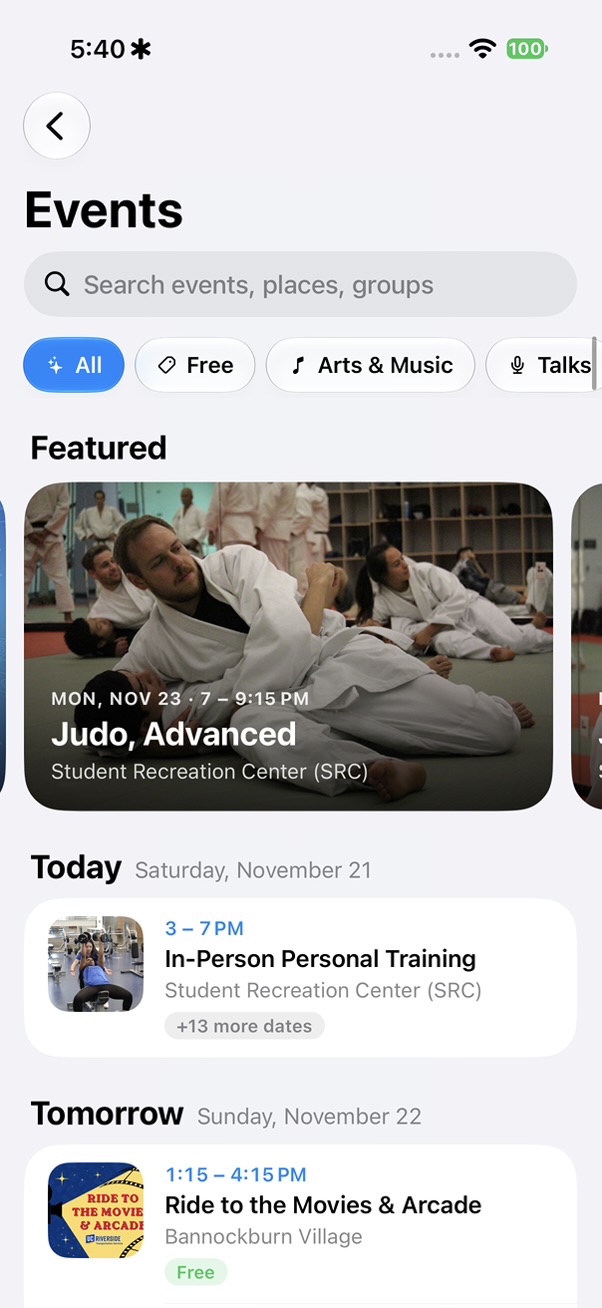 5:40 ✱
100
Events
Search events, places, groups
All
Free
Arts & Music
Talks
Featured
MON, NOV 23 · 7 – 9:15 PM
Judo, Advanced
Student Recreation Center (SRC)
Today Saturday, November 21
3 – 7 PM
In-Person Personal Training
Student Recreation Center (SRC)
+13 more dates
Tomorrow Sunday, November 22
RIDE TO
THE MOVIE
& ARCADE
UC RIVERSIDE
1:15 – 4:15 PM
Ride to the Movies & Arcade
Bannockburn Village
Free